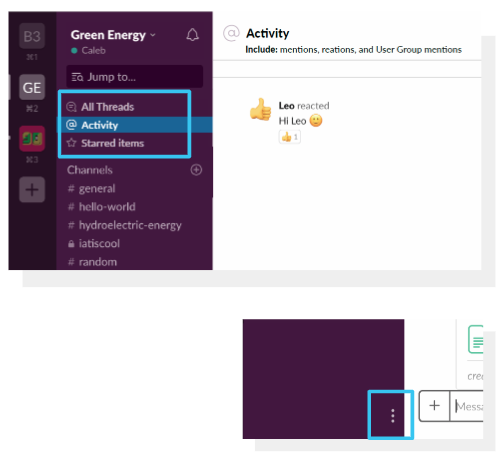 B3
⌘1
GE
⌘2
⌘3
+
Green Energy
Caleb
Jump to...
All Threads
@ Activity
Starred items
Channels
# general
# hello-world
# hydroelectric-energy
iatiscool
# random
@ Activity
Include: mentions, reations, and User Group mentions
Leo reacted
Hi Leo 🙂
👍 1
crea
+
Messa